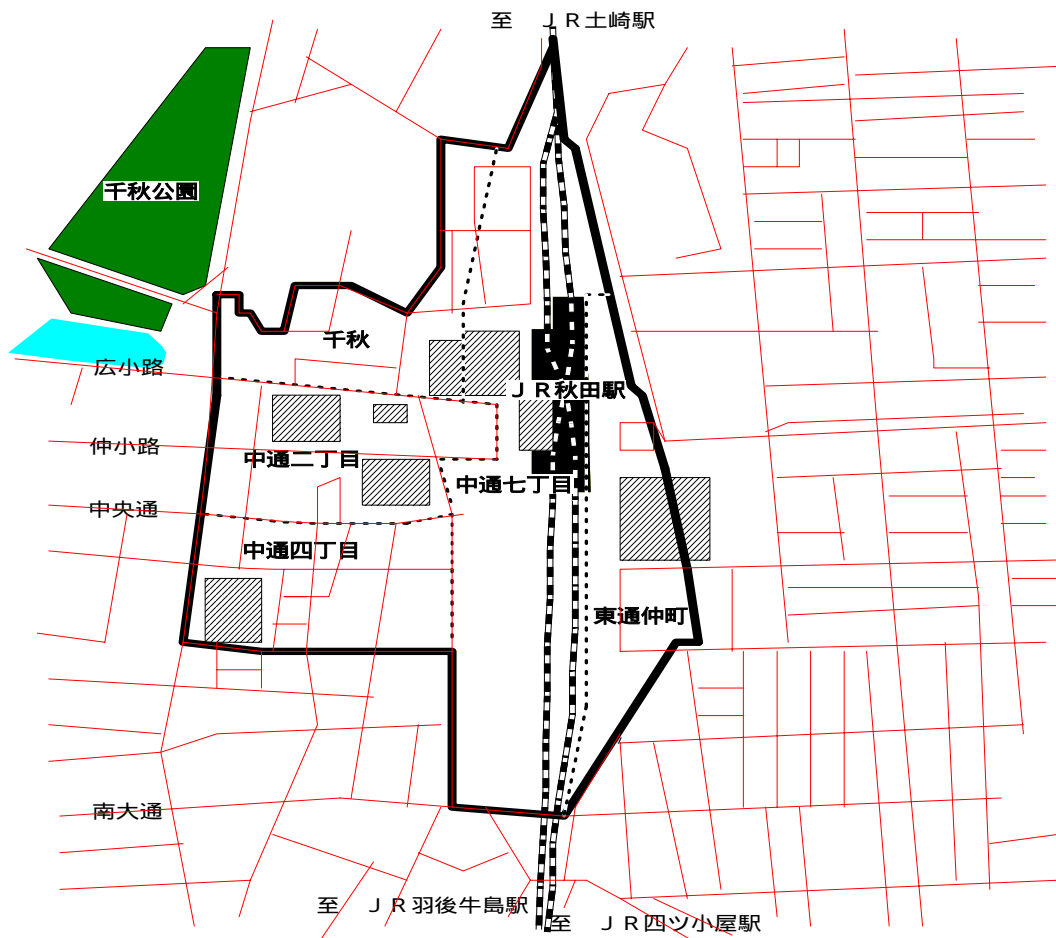 至　ＪＲ土崎駅
千秋公園
千秋
広小路
ＪＲ秋田駅
仲小路
中通二丁目
中通七丁目
中央通
中通四丁目
東通仲町
南大通
至　ＪＲ羽後牛島駅
至　ＪＲ四ツ小屋駅